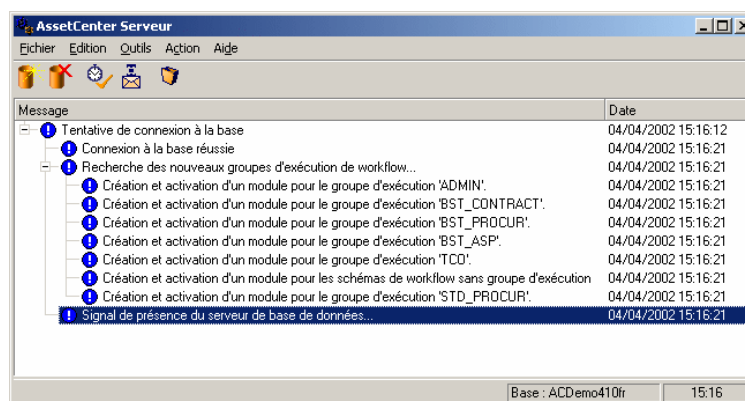 AssetCenter Serveur
Fichier Edition Outils Action Aide
Message Date
Tentative de connexion à la base 04/04/2002 15:16:12
Connexion à la base réussie 04/04/2002 15:16:21
Recherche des nouveaux groupes d'exécution de workflow... 04/04/2002 15:16:21
Création et activation d'un module pour le groupe d'exécution 'ADMIN'. 04/04/2002 15:16:21
Création et activation d'un module pour le groupe d'exécution 'BST_CONTRACT'. 04/04/2002 15:16:21
Création et activation d'un module pour le groupe d'exécution 'BST_PROCUR'. 04/04/2002 15:16:21
Création et activation d'un module pour le groupe d'exécution 'BST_ASP'. 04/04/2002 15:16:21
Création et activation d'un module pour le groupe d'exécution 'TCO'. 04/04/2002 15:16:21
Création et activation d'un module pour les schémas de workflow sans groupe d'exécution 04/04/2002 15:16:21
Création et activation d'un module pour le groupe d'exécution 'STD_PROCUR'. 04/04/2002 15:16:21
Signal de présence du serveur de base de données... 04/04/2002 15:16:21
Base : ACDemo410fr 15:16